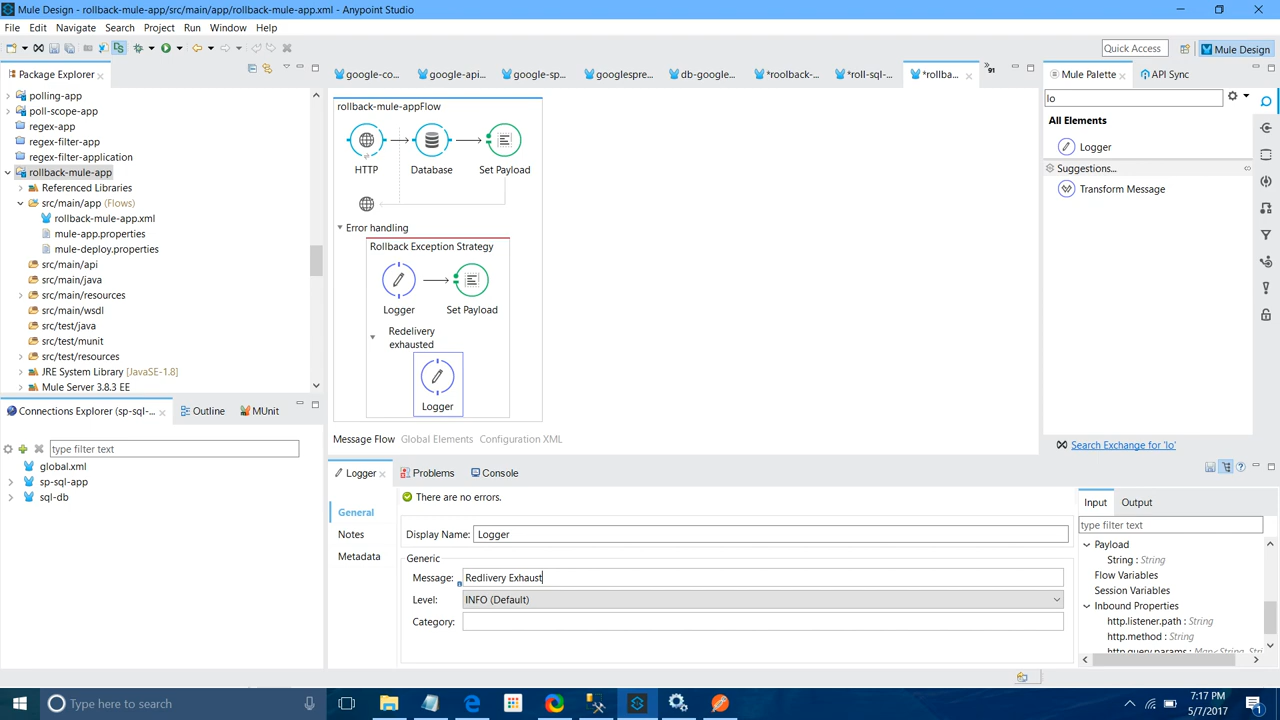 Mule Design - rollback-mule-app/src/main/app/rollback-mule-app.xml - Anypoint Studio
File Edit Navigate Search Project Run Window Help
Quick Access
Mule Design
Package Explorer
google-co...
google-api...
google-sp...
googlespre...
db-google...
*roolback-...
*roll-sql-...
*rollba...
91
Mule Palette
API Sync
polling-app
poll-scope-app
regex-app
regex-filter-app
regex-filter-application
rollback-mule-app
Referenced Libraries
src/main/app (Flows)
rollback-mule-app.xml
mule-app.properties
mule-deploy.properties
src/main/api
src/main/java
src/main/resources
src/main/wsdl
src/test/java
src/test/munit
src/test/resources
JRE System Library [JavaSE-1.8]
Mule Server 3.8.3 EE
rollback-mule-appFlow
HTTP
Database
Set Payload
Error handling
Rollback Exception Strategy
Logger
Set Payload
Redelivery
exhausted
Logger
Message Flow Global Elements Configuration XML
lo
All Elements
Logger
Suggestions...
Transform Message
Search Exchange for 'lo'
Connections Explorer (sp-sql-...
Outline
MUnit
type filter text
global.xml
sp-sql-app
sql-db
Logger
Problems
Console
There are no errors.
General
Notes
Metadata
Display Name: Logger
Generic
Message: Redlivery Exhaust
Level: INFO (Default)
Category:
Input
Output
type filter text
Payload
String : String
Flow Variables
Session Variables
Inbound Properties
http.listener.path : String
http.method : String
http.query.params : Map<String, Stri
Type here to search
7:17 PM
5/7/2017
1